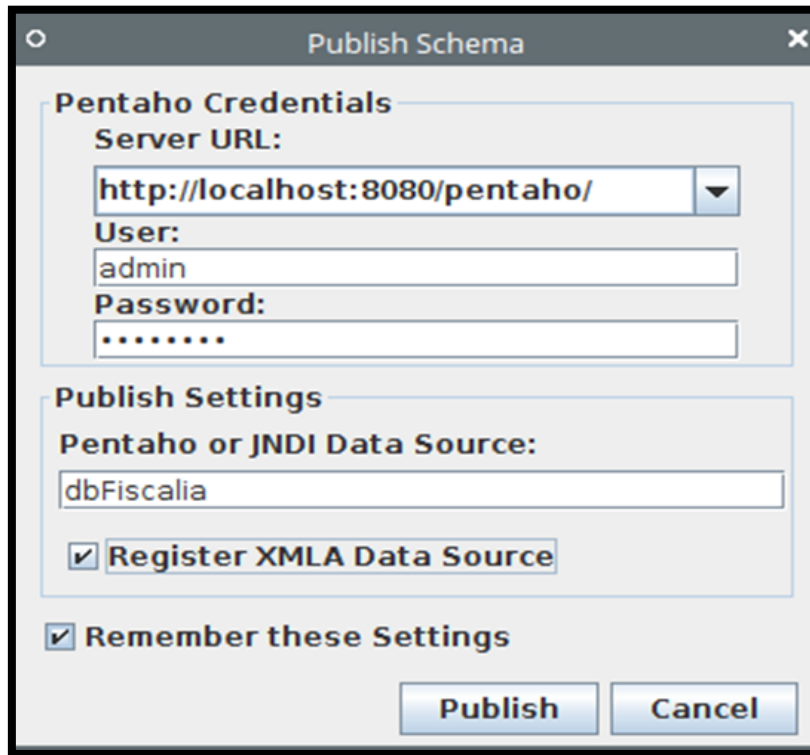 Publish Schema
Pentaho Credentials
Server URL:
http://localhost:8080/pentaho/
User:
admin
Password:
••••••••
Publish Settings
Pentaho or JNDI Data Source:
dbFiscalia
Register XMLA Data Source
Remember these Settings
Publish Cancel